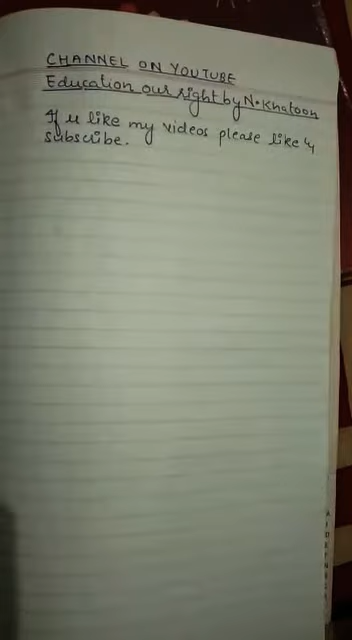 CHANNEL ON YOUTUBE
Education our right by N. Khatoon
If u like my videos please like &
subscribe.